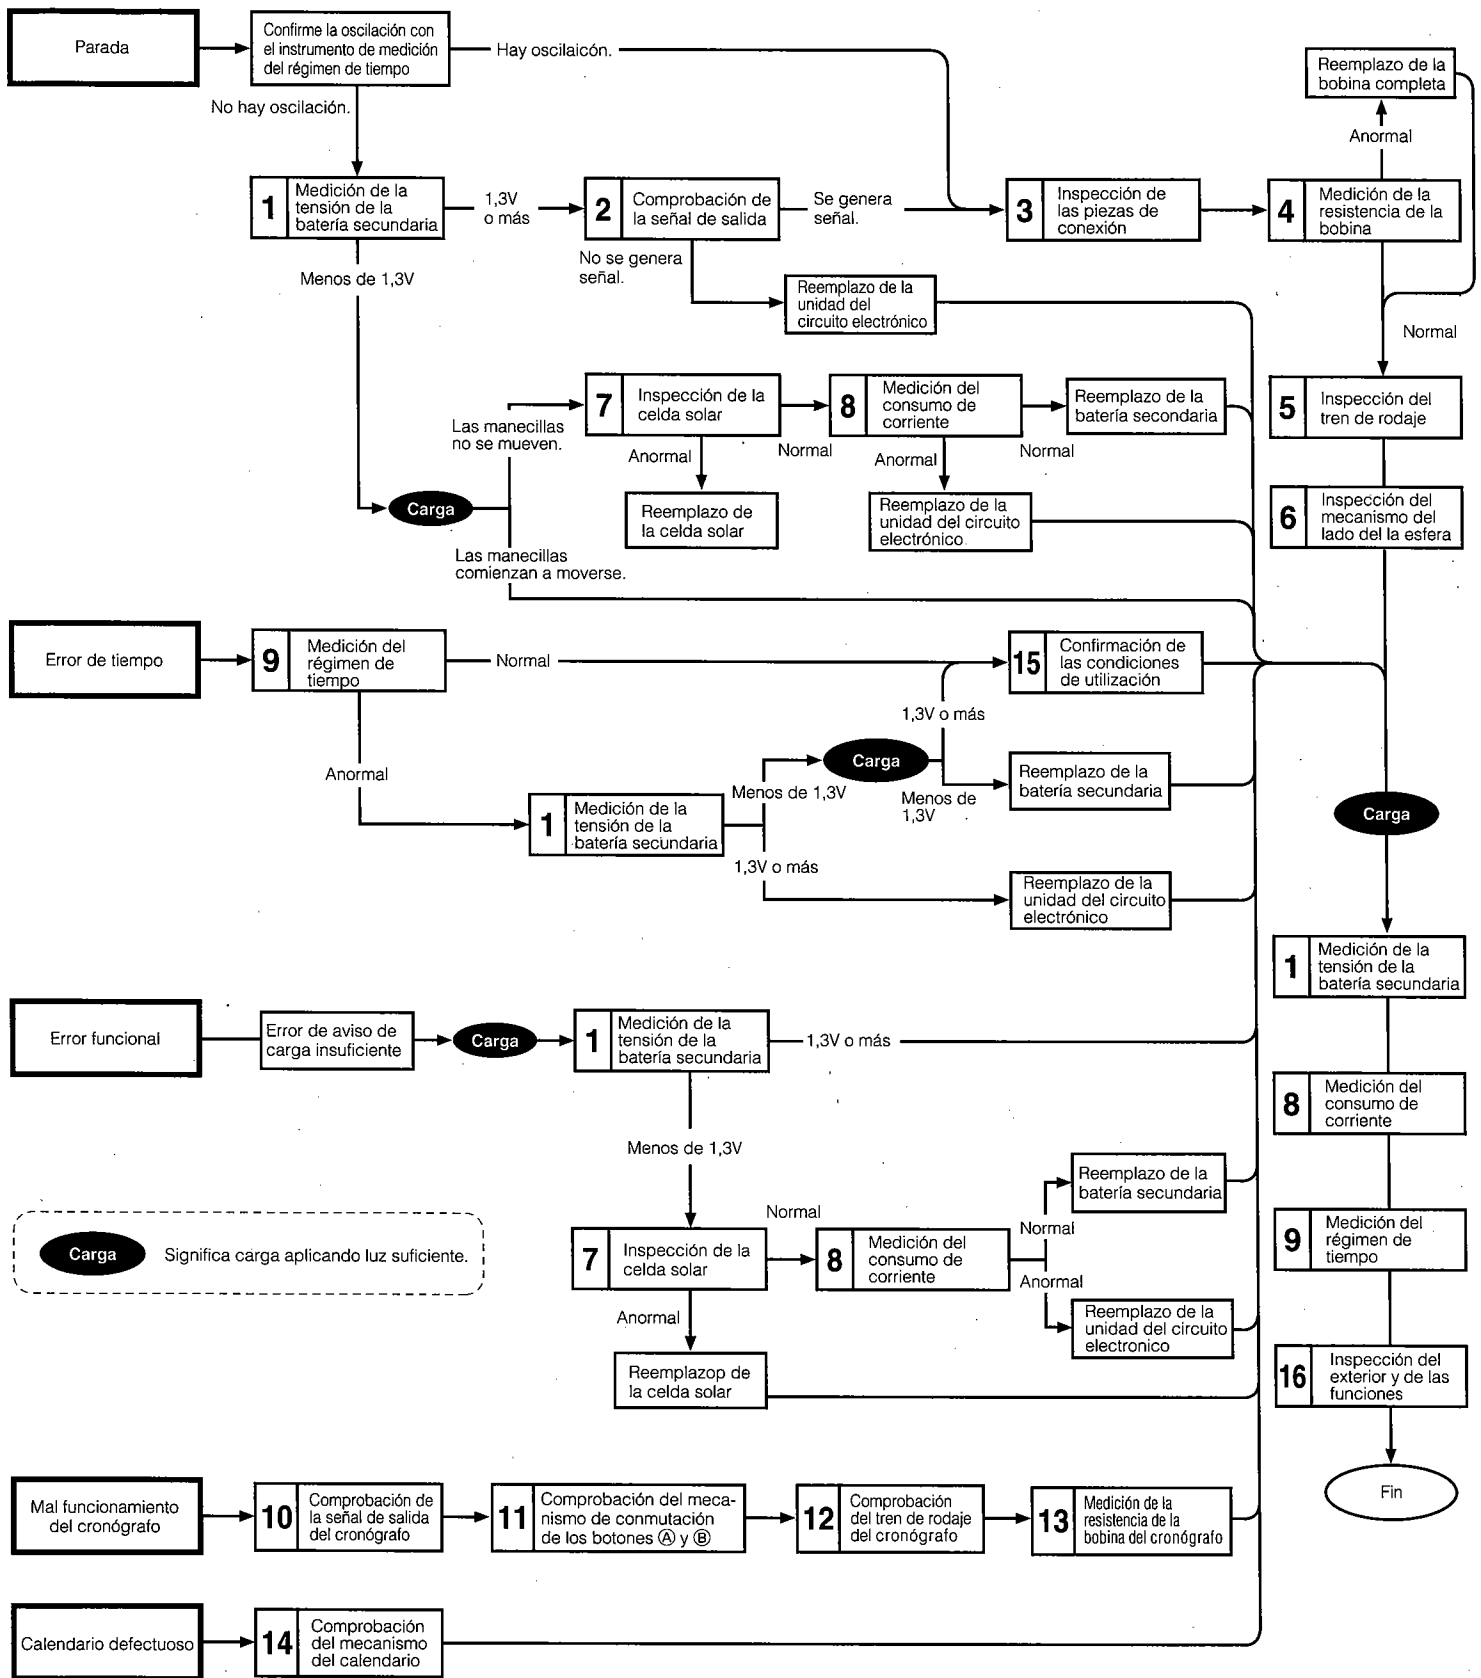 Parada
Confirme la oscilación con
el instrumento de medición
del régimen de tiempo
Hay oscilaicón.
No hay oscilación.
1
Medición de la
tensión de la
batería secundaria
1,3V
o más
2
Comprobación de
la señal de salida
Se genera
señal.
3
Inspección de
las piezas de
conexión
4
Medición de la
resistencia de la
bobina
Anormal
Reemplazo de la
bobina completa
Menos de 1,3V
No se genera
señal.
Reemplazo de la
unidad del
circuito electrónico
Normal
5
Inspección del
tren de rodaje
6
Inspección del
mecanismo del
lado del la esfera
Carga
Las manecillas
no se mueven.
7
Inspección de la
celda solar
Normal
8
Medición del
consumo de
corriente
Normal
Reemplazo de la
batería secondaria
Anormal
Reemplazo de
la celda solar
Anormal
Reemplazo de la
unidad del circuito
electrónico
Las manecillas
comienzan a moverse.
Error de tiempo
9
Medición del
régimen de
tiempo
Normal
15
Confirmación de
las condiciones
de utilización
Anormal
1
Medición de la
tensión de la
batería secundaria
Menos de 1,3V
Carga
1,3V o más
Menos de
1,3V
Reemplazo de la
batería secundaria
1,3V o más
Reemplazo de la
unidad del circuito
electrónico
Carga
1
Medición de la
tensión de la
batería secundaria
8
Medición del
consumo de
corriente
9
Medición del
régimen de
tiempo
16
Inspección del
exterior y de las
funciones
Fin
Error funcional
Error de aviso de
carga insuficiente
Carga
1
Medición de la
tensión de la
batería secundaria
1,3V o más
Menos de 1,3V
7
Inspección de la
celda solar
Normal
8
Medición del
consumo de
corriente
Normal
Reemplazo de la
batería secundaria
Anormal
Reemplazo de la
unidad del circuito
electronico
Anormal
Reemplazop de
la celda solar
Carga
Significa carga aplicando luz suficiente.
Mal funcionamiento
del cronógrafo
10
Comprobación de
la señal de salida
del cronógrafo
11
Comprobación del meca-
nismo de conmutación
de los botones Ⓐ y Ⓑ
12
Comprobación
del tren de rodaje
del cronógrafo
13
Medición de la
resistencia de la
bobina del cronógrafo
Calendario defectuoso
14
Comprobación
del mecanismo
del calendario